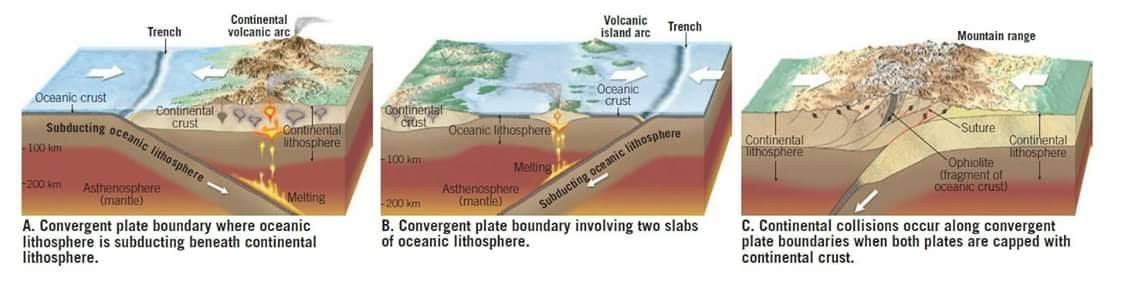 Trench
Continental
volcanic arc
Oceanic crust
Continental
crust
Subducting oceanic lithosphere
Continental
lithosphere
100 km
200 km
Asthenosphere
(mantle)
Melting
A. Convergent plate boundary where oceanic
lithosphere is subducting beneath continental
lithosphere.
Volcanic
island arc
Trench
Oceanic
crust
Continental
crust
Oceanic lithosphere
100 km
Melting
Asthenosphere
(mantle)
Subducting oceanic lithosphere
200 km
B. Convergent plate boundary involving two slabs
of oceanic lithosphere.
Mountain range
Continental
lithosphere
Suture
Continental
lithosphere
Ophiolite
(fragment of
oceanic crust)
C. Continental collisions occur along convergent
plate boundaries when both plates are capped with
continental crust.